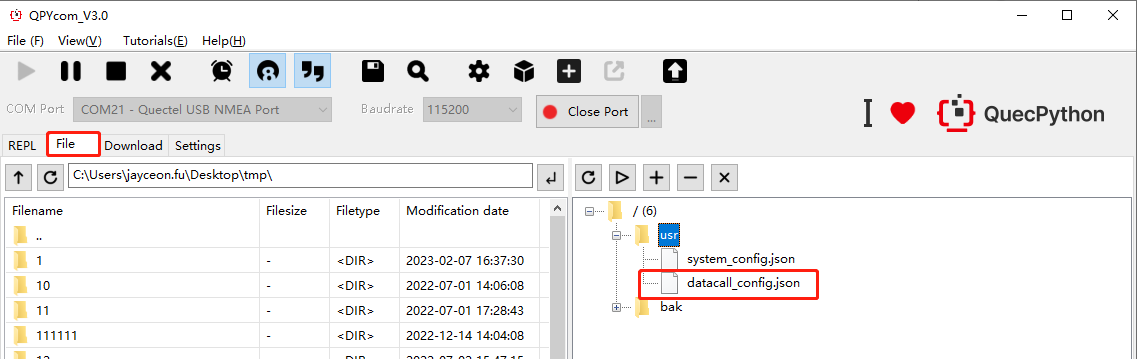 QPYcom_V3.0
File (F) View(V) Tutorials(E) Help(H)
COM Port COM21 - Quectel USB NMEA Port Baudrate 115200 Close Port ... I QuecPython
REPL File Download Settings
C:\Users\jayceon.fu\Desktop\tmp\
Filename Filesize Filetype Modification date
..
1 - <DIR> 2023-02-07 16:37:30
10 - <DIR> 2022-07-01 14:06:08
11 - <DIR> 2022-07-01 17:28:43
111111 - <DIR> 2022-12-14 14:04:08
/ (6)
usr
system_config.json
datacall_config.json
bak